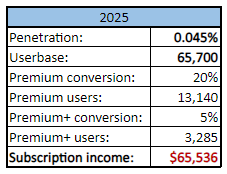 2025
Penetration: 0.045%
Userbase: 65,700
Premium conversion: 20%
Premium users: 13,140
Premium+ conversion: 5%
Premium+ users: 3,285
Subscription income: $65,536